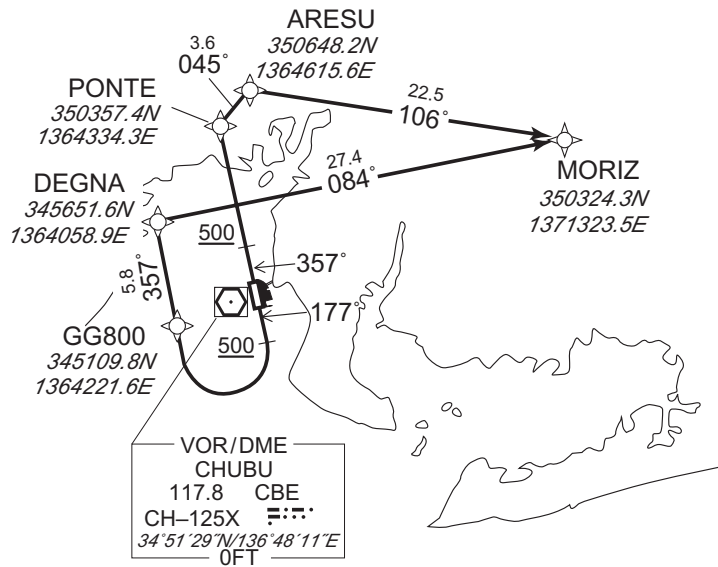 ARESU
350648.2N
1364615.6E
3.6
045°
PONTE
350357.4N
1364334.3E
22.5
106°
27.4
084°
MORIZ
350324.3N
1371323.5E
DEGNA
345651.6N
1364058.9E
500
357°
5.8
357°
177°
GG800
345109.8N
1364221.6E
500
VOR/DME
CHUBU
117.8 CBE
CH–125X
34°51´29˝N/136°48´11˝E
0FT